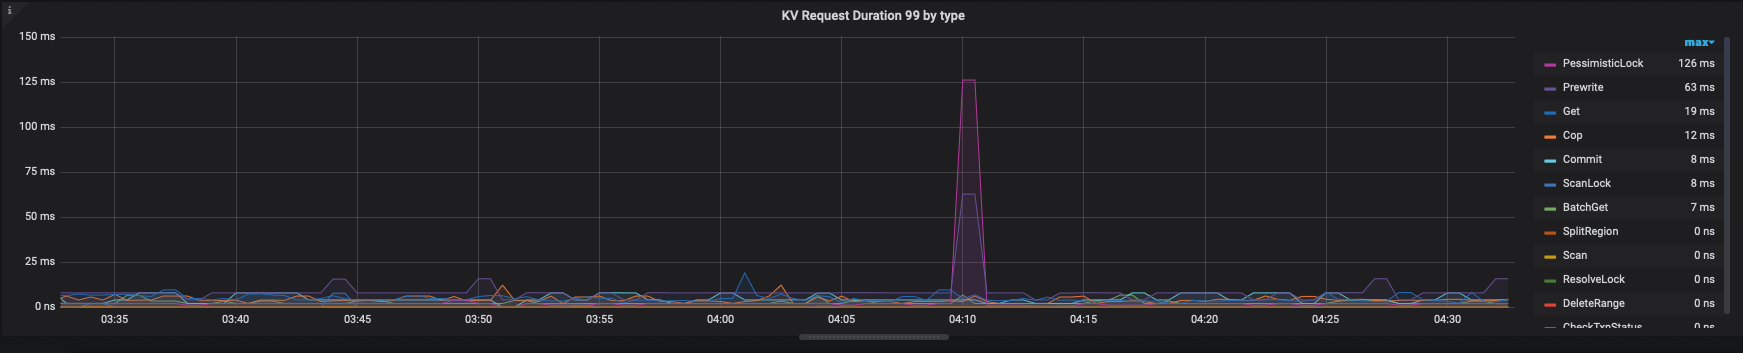 i
KV Request Duration 99 by type
150 ms
125 ms
100 ms
75 ms
50 ms
25 ms
0 ns
03:35 03:40 03:45 03:50 03:55 04:00 04:05 04:10 04:15 04:20 04:25 04:30
max
PessimisticLock 126 ms
Prewrite 63 ms
Get 19 ms
Cop 12 ms
Commit 8 ms
ScanLock 8 ms
BatchGet 7 ms
SplitRegion 0 ns
Scan 0 ns
ResolveLock 0 ns
DeleteRange 0 ns
CheckTxnStatus 0 ns